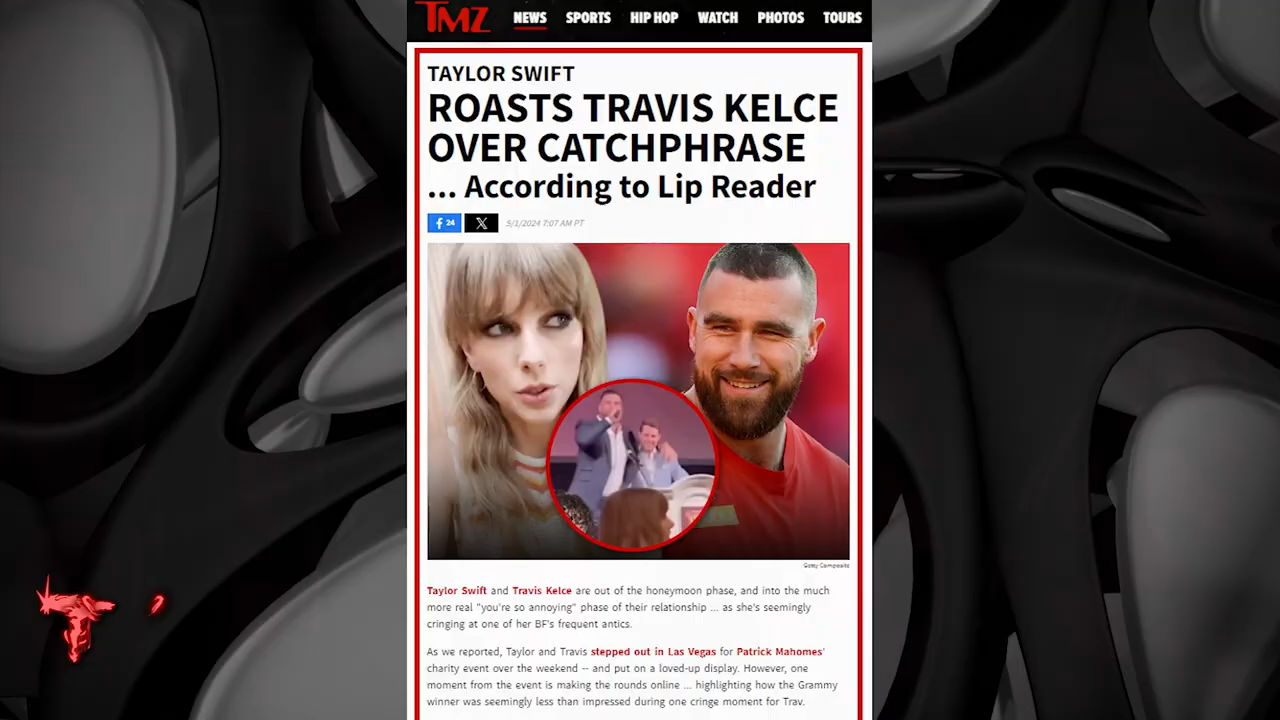 TMZ NEWS SPORTS HIP HOP WATCH PHOTOS TOURS
TAYLOR SWIFT
ROASTS TRAVIS KELCE
OVER CATCHPHRASE
... According to Lip Reader
24 X 5/1/2024 7:07 AM PT
Getty Composite
Taylor Swift and Travis Kelce are out of the honeymoon phase, and into the much
more real "you're so annoying" phase of their relationship ... as she's seemingly
cringing at one of her BF's frequent antics.
As we reported, Taylor and Travis stepped out in Las Vegas for Patrick Mahomes'
charity event over the weekend -- and put on a loved-up display. However, one
moment from the event is making the rounds online ... highlighting how the Grammy
winner was seemingly less than impressed during one cringe moment for Trav.